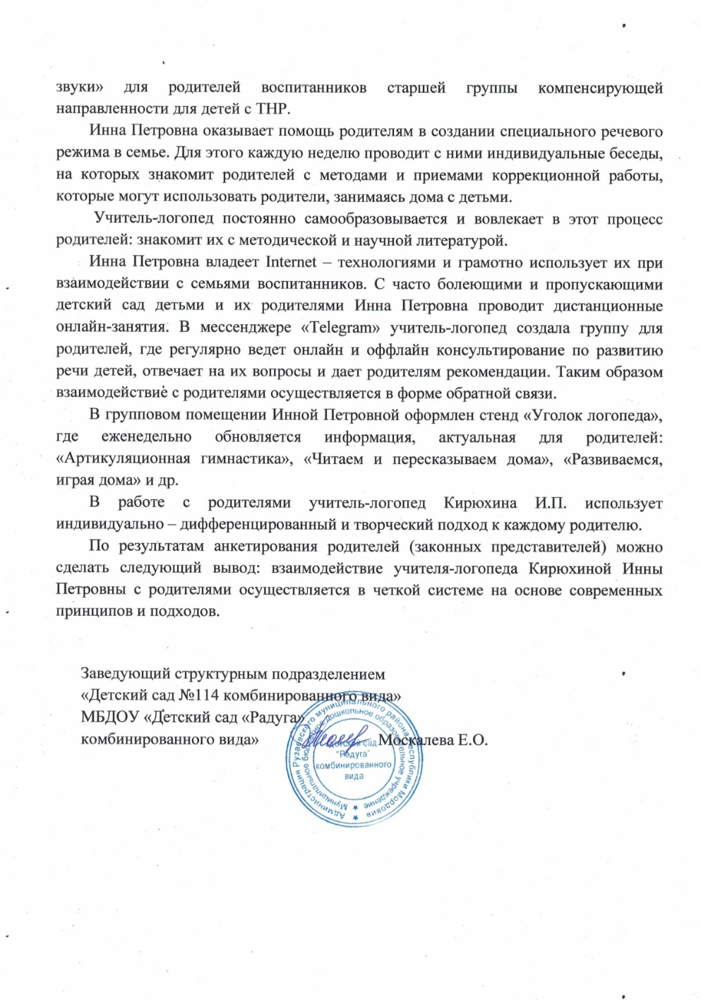 звуки» для родителей воспитанников старшей группы компенсирующей
направленности для детей с ТНР.
Инна Петровна оказывает помощь родителям в создании специального речевого
режима в семье. Для этого каждую неделю проводит с ними индивидуальные беседы,
на которых знакомит родителей с методами и приемами коррекционной работы,
которые могут использовать родители, занимаясь дома с детьми.
Учитель-логопед постоянно самообразовывается и вовлекает в этот процесс
родителей: знакомит их с методической и научной литературой.
Инна Петровна владеет Internet – технологиями и грамотно использует их при
взаимодействии с семьями воспитанников. С часто болеющими и пропускающими
детский сад детьми и их родителями Инна Петровна проводит дистанционные
онлайн-занятия. В мессенджере «Telegram» учитель-логопед создала группу для
родителей, где регулярно ведет онлайн и оффлайн консультирование по развитию
речи детей, отвечает на их вопросы и дает родителям рекомендации. Таким образом
взаимодействие с родителями осуществляется в форме обратной связи.
В групповом помещении Инной Петровной оформлен стенд «Уголок логопеда»,
где еженедельно обновляется информация, актуальная для родителей:
«Артикуляционная гимнастика», «Читаем и пересказываем дома», «Развиваемся,
играя дома» и др.
В работе с родителями учитель-логопед Кирюхина И.П. использует
индивидуально – дифференцированный и творческий подход к каждому родителю.
По результатам анкетирования родителей (законных представителей) можно
сделать следующий вывод: взаимодействие учителя-логопеда Кирюхиной Инны
Петровны с родителями осуществляется в четкой системе на основе современных
принципов и подходов.
Заведующий структурным подразделением
«Детский сад №114 комбинированного вида»
МБДОУ «Детский сад «Радуга»
комбинированного вида» Москалева Е.О.
Администрация Рузаевского муниципального района Республики Мордовия
Муниципальное бюджетное дошкольное образовательное учреждение
"Детский сад
"Радуга"
комбинированного
вида